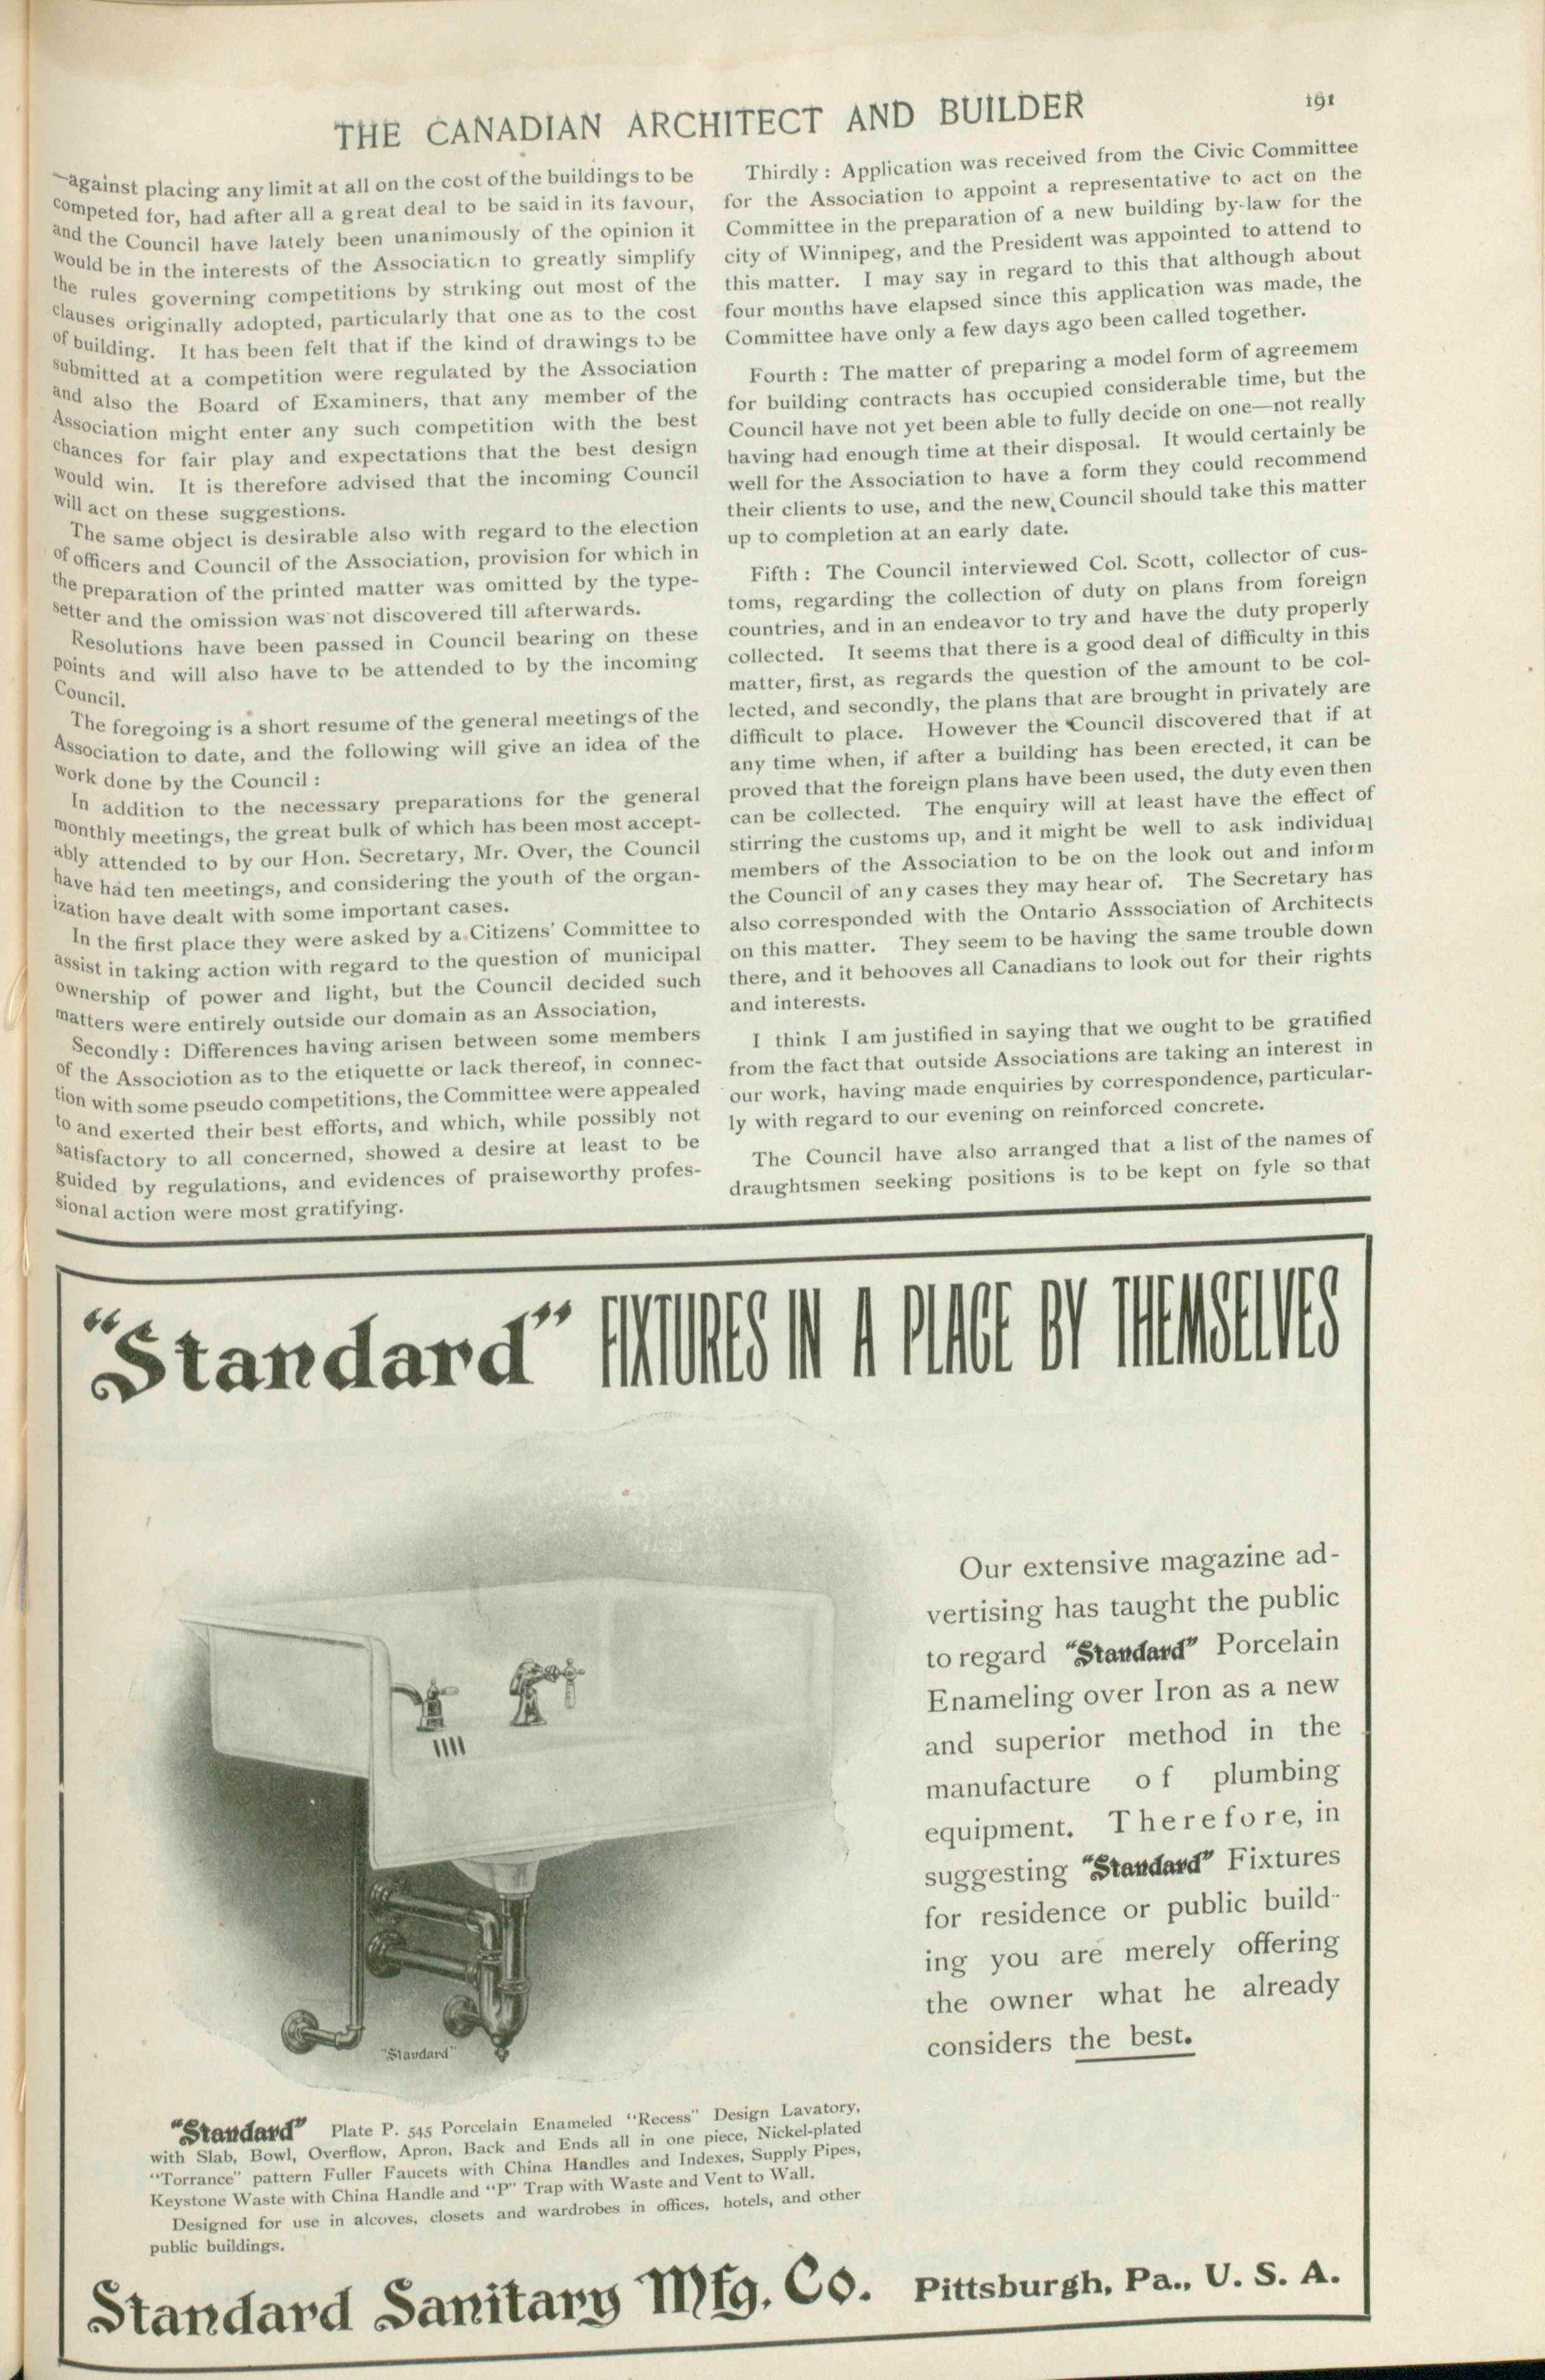 THE CANADIAN ARCHITECT AND BUILDER
191
—against placing any limit at all on the cost of the buildings to be
competed for, had after all a great deal to be said in its favour,
and the Council have lately been unanimously of the opinion it
would be in the interests of the Association to greatly simplify
the rules governing competitions by striking out most of the
clauses originally adopted, particularly that one as to the cost
of building. It has been felt that if the kind of drawings to be
submitted at a competition were regulated by the Association
and also the Board of Examiners, that any member of the
Association might enter any such competition with the best
chances for fair play and expectations that the best design
would win. It is therefore advised that the incoming Council
will act on these suggestions.
The same object is desirable also with regard to the election
of officers and Council of the Association, provision for which in
the preparation of the printed matter was omitted by the type-
setter and the omission was not discovered till afterwards.
Resolutions have been passed in Council bearing on these
points and will also have to be attended to by the incoming
Council.
The foregoing is a short resume of the general meetings of the
Association to date, and the following will give an idea of the
work done by the Council :
In addition to the necessary preparations for the general
monthly meetings, the great bulk of which has been most accept-
ably attended to by our Hon. Secretary, Mr. Over, the Council
have had ten meetings, and considering the youth of the organ-
ization have dealt with some important cases.
In the first place they were asked by a Citizens' Committee to
assist in taking action with regard to the question of municipal
ownership of power and light, but the Council decided such
matters were entirely outside our domain as an Association,
Secondly : Differences having arisen between some members
of the Associotion as to the etiquette or lack thereof, in connec-
tion with some pseudo competitions, the Committee were appealed
to and exerted their best efforts, and which, while possibly not
satisfactory to all concerned, showed a desire at least to be
guided by regulations, and evidences of praiseworthy profes-
sional action were most gratifying.
Thirdly : Application was received from the Civic Committee
for the Association to appoint a representative to act on the
Committee in the preparation of a new building by-law for the
city of Winnipeg, and the President was appointed to attend to
this matter. I may say in regard to this that although about
four months have elapsed since this application was made, the
Committee have only a few days ago been called together.
Fourth : The matter of preparing a model form of agreemem
for building contracts has occupied considerable time, but the
Council have not yet been able to fully decide on one—not really
having had enough time at their disposal. It would certainly be
well for the Association to have a form they could recommend
their clients to use, and the new Council should take this matter
up to completion at an early date.
Fifth : The Council interviewed Col. Scott, collector of cus-
toms, regarding the collection of duty on plans from foreign
countries, and in an endeavor to try and have the duty properly
collected. It seems that there is a good deal of difficulty in this
matter, first, as regards the question of the amount to be col-
lected, and secondly, the plans that are brought in privately are
difficult to place. However the Council discovered that if at
any time when, if after a building has been erected, it can be
proved that the foreign plans have been used, the duty even then
can be collected. The enquiry will at least have the effect of
stirring the customs up, and it might be well to ask individual
members of the Association to be on the look out and inform
the Council of any cases they may hear of. The Secretary has
also corresponded with the Ontario Asssociation of Architects
on this matter. They seem to be having the same trouble down
there, and it behooves all Canadians to look out for their rights
and interests.
I think I am justified in saying that we ought to be gratified
from the fact that outside Associations are taking an interest in
our work, having made enquiries by correspondence, particular-
ly with regard to our evening on reinforced concrete.
The Council have also arranged that a list of the names of
draughtsmen seeking positions is to be kept on fyle so that
"Standard" FIXTURES IN A PLACE BY THEMSELVES
Our extensive magazine ad-
vertising has taught the public
to regard "Standard" Porcelain
Enameling over Iron as a new
and superior method in the
manufacture of plumbing
equipment. Therefore, in
suggesting "Standard" Fixtures
for residence or public build-
ing you are merely offering
the owner what he already
considers the best.
"Standard"
"Standard" Plate P. 545 Porcelain Enameled "Recess" Design Lavatory,
with Slab, Bowl, Overflow, Apron, Back and Ends all in one piece, Nickel-plated
"Torrance" pattern Fuller Faucets with China Handles and Indexes, Supply Pipes,
Keystone Waste with China Handle and "P" Trap with Waste and Vent to Wall.
Designed for use in alcoves, closets and wardrobes in offices, hotels, and other
public buildings.
Standard Sanitary Mfg. Co. Pittsburgh, Pa., U. S. A.